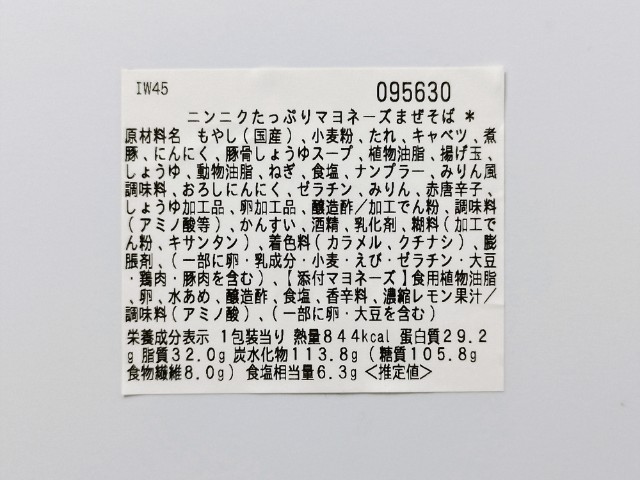 IW45
095630
ニンニクたっぷりマヨネーズまぜそば *
原材料名 もやし(国産)、小麦粉、たれ、キャベツ、煮
豚、にんにく、豚骨しょうゆスープ、植物油脂、揚げ玉、
しょうゆ、動物油脂、ねぎ、食塩、ナンプラー、みりん風
調味料、おろしにんにく、ゼラチン、みりん、赤唐辛子、
しょうゆ加工品、卵加工品、醸造酢/加工でん粉、調味料
(アミノ酸等)、かんすい、酒精、乳化剤、糊料(加工で
ん粉、キサンタン)、着色料(カラメル、クチナシ)、膨
脹剤、(一部に卵・乳成分・小麦・えび・ゼラチン・大豆
・鶏肉・豚肉を含む)、【添付マヨネーズ】食用植物油脂
、卵、水あめ、醸造酢、食塩、香辛料、濃縮レモン果汁/
調味料(アミノ酸)、(一部に卵・大豆を含む)
栄養成分表示 1包装当り 熱量844kcal 蛋白質29.2
g 脂質32.0g 炭水化物113.8g(糖質105.8g
食物繊維8.0g) 食塩相当量6.3g <推定値>